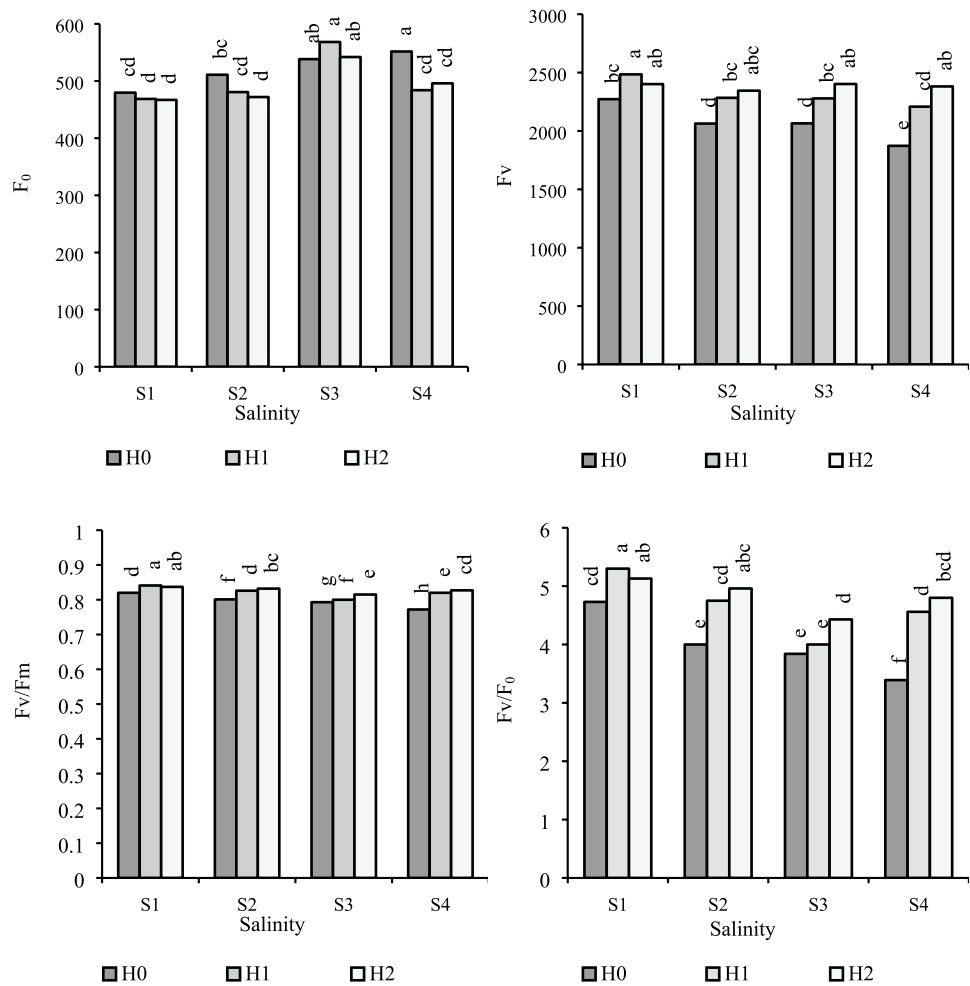 600
500
400
300
200
100
0
F₀
cd d d
bc cd d
ab a ab
a cd cd
S1 S2 S3 S4
Salinity
H0 H1 H2
3000
2500
2000
1500
1000
500
0
Fv
bc a ab
d bc abc
d bc ab
e cd ab
S1 S2 S3 S4
Salinity
H0 H1 H2
1
0.9
0.8
0.7
0.6
0.5
0.4
0.3
0.2
0.1
0
Fv/Fm
d a ab
f d bc
g f e
h e cd
S1 S2 S3 S4
Salinity
H0 H1 H2
6
5
4
3
2
1
0
Fv/F₀
cd a ab
e cd abc
e e d
f d bcd
S1 S2 S3 S4
Salinity
H0 H1 H2